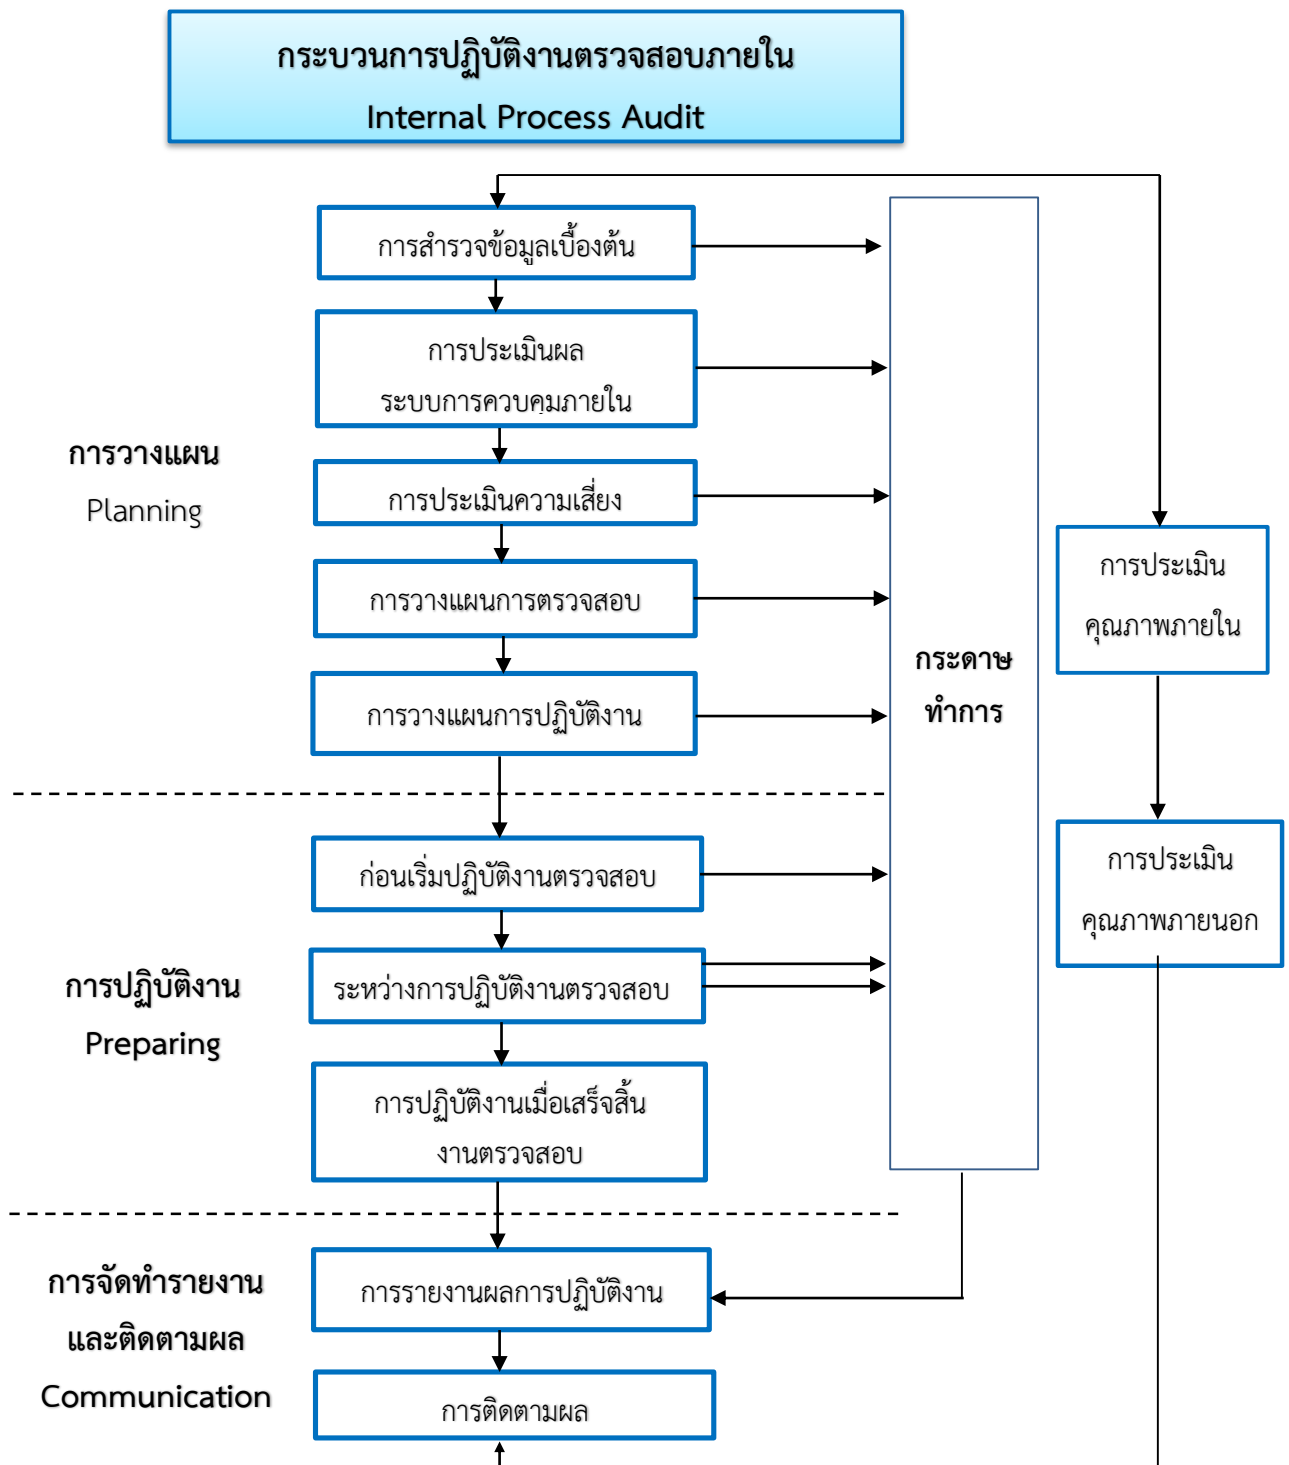 กระบวนการปฏิบัติงานตรวจสอบภายใน
Internal Process Audit
การสำรวจข้อมูลเบื้องต้น
การประเมินผล
ระบบการควบคุมภายใน
การวางแผน
Planning
การประเมินความเสี่ยง
การวางแผนการตรวจสอบ
การวางแผนการปฏิบัติงาน
กระดาษ
ทำการ
การประเมิน
คุณภาพภายใน
ก่อนเริ่มปฏิบัติงานตรวจสอบ
การประเมิน
คุณภาพภายนอก
การปฏิบัติงาน
Preparing
ระหว่างการปฏิบัติงานตรวจสอบ
การปฏิบัติงานเมื่อเสร็จสิ้น
งานตรวจสอบ
การจัดทำรายงาน
และติดตามผล
Communication
การรายงานผลการปฏิบัติงาน
การติดตามผล